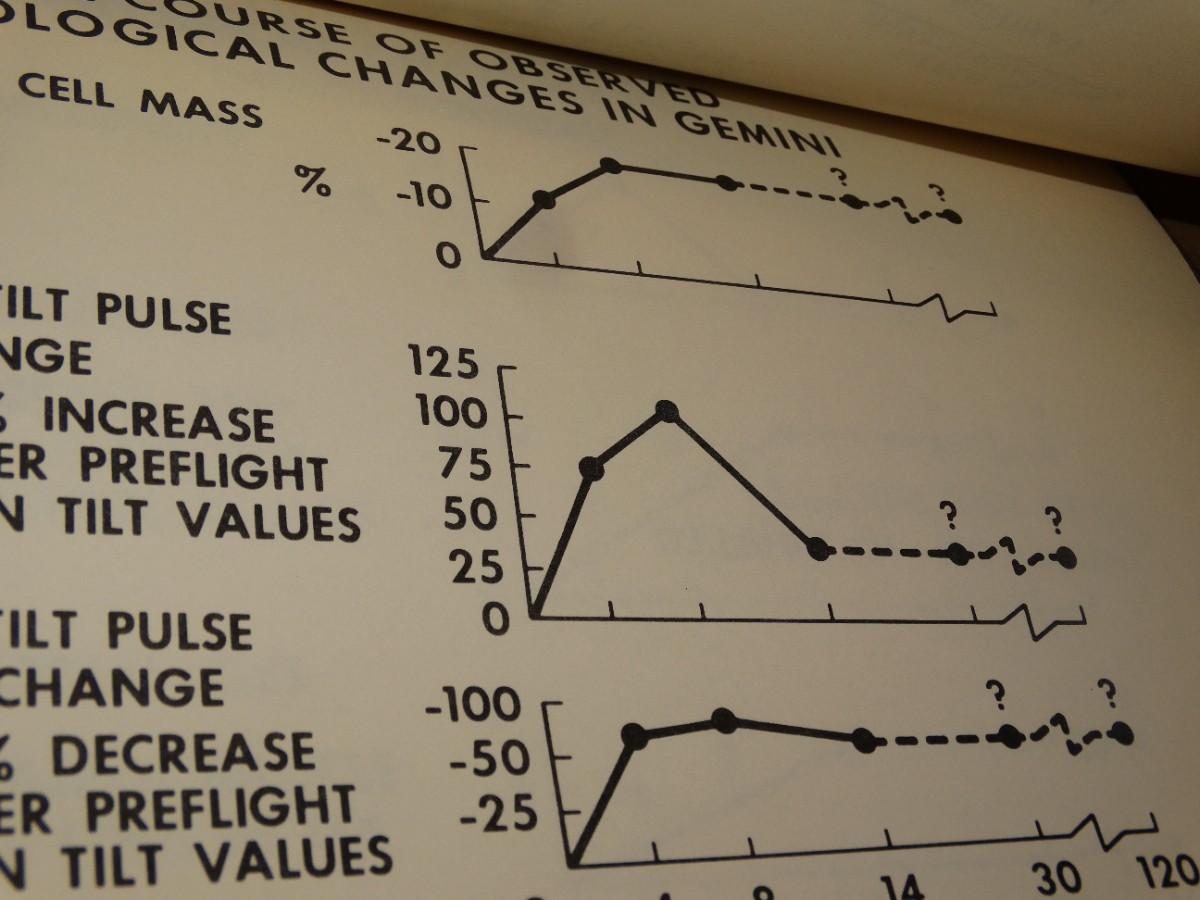 COURSE OF OBSERVED
OLOGICAL CHANGES IN GEMINI
CELL MASS
%
-20
-10
0
? ?
TILT PULSE
NGE
% INCREASE
ER PREFLIGHT
N TILT VALUES
125
100
75
50
25
0
? ?
TILT PULSE
CHANGE
% DECREASE
ER PREFLIGHT
N TILT VALUES
-100
-50
-25
? ?
14 30 120